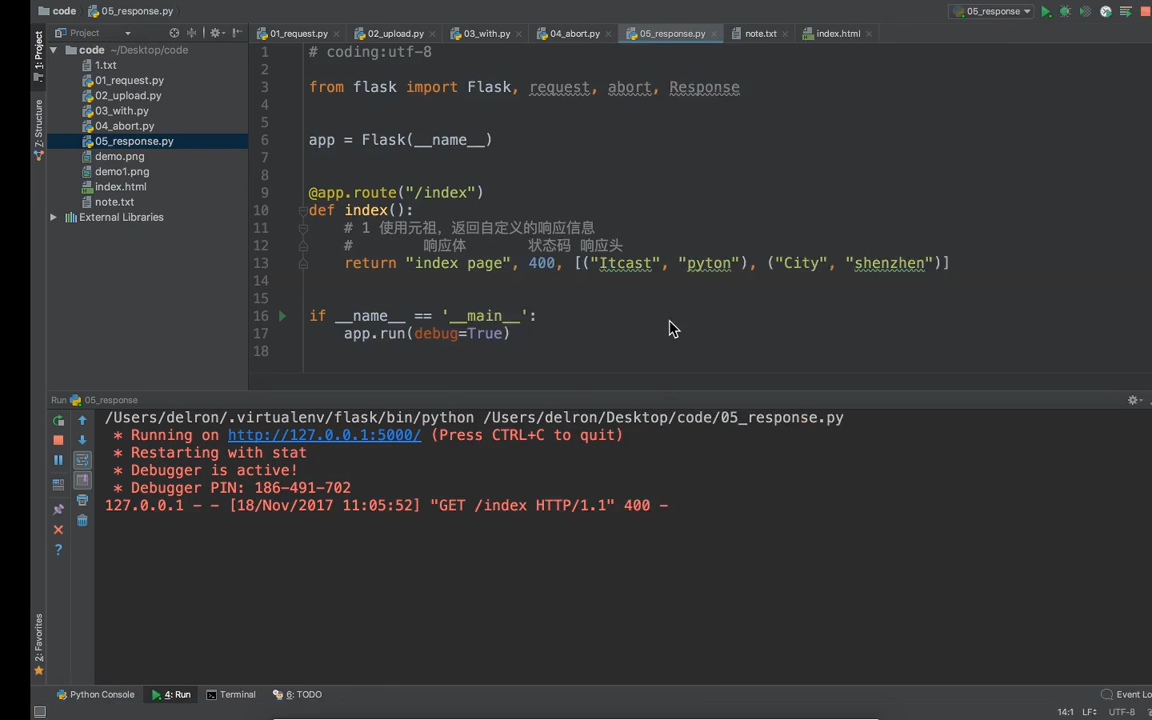 code 05_response.py
05_response
Project
01_request.py
02_upload.py
03_with.py
04_abort.py
05_response.py
note.txt
index.html
1: Project
7: Structure
2: Favorites
code ~/Desktop/code
1.txt
01_request.py
02_upload.py
03_with.py
04_abort.py
05_response.py
demo.png
demo1.png
index.html
note.txt
External Libraries
1 # coding:utf-8
2
3 from flask import Flask, request, abort, Response
4
5
6 app = Flask(__name__)
7
8
9 @app.route("/index")
10 def index():
11 # 1 使用元祖，返回自定义的响应信息
12 # 响应体 状态码 响应头
13 return "index page", 400, [("Itcast", "pyton"), ("City", "shenzhen")]
14
15
16 if __name__ == '__main__':
17 app.run(debug=True)
18
Run 05_response
/Users/delron/.virtualenv/flask/bin/python /Users/delron/Desktop/code/05_response.py
* Running on http://127.0.0.1:5000/ (Press CTRL+C to quit)
* Restarting with stat
* Debugger is active!
* Debugger PIN: 186-491-702
127.0.0.1 - - [18/Nov/2017 11:05:52] "GET /index HTTP/1.1" 400 -
Python Console
4: Run
Terminal
6: TODO
Event Lo
14:1 LF÷ UTF-8